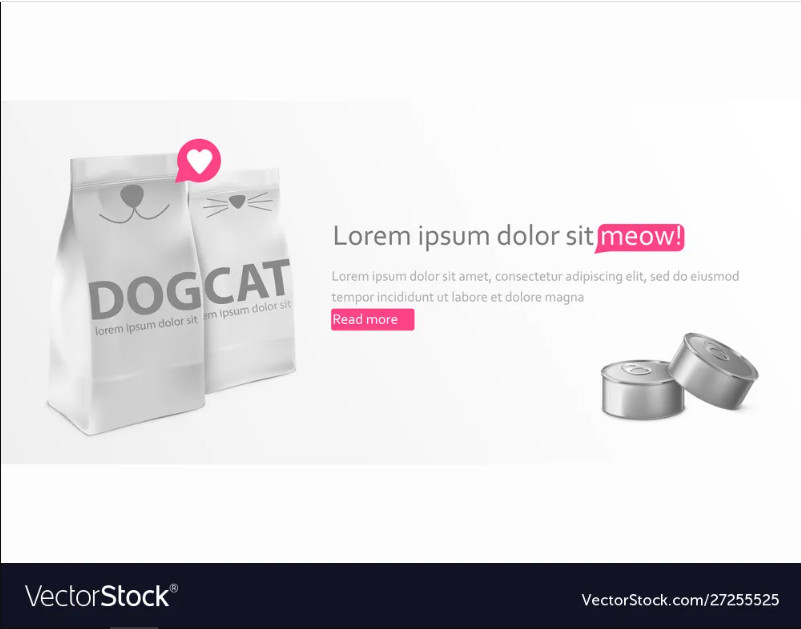 DOG
lorem ipsum dolor sit
CAT
em ipsum dolor sit
Lorem ipsum dolor sit meow!
Lorem ipsum dolor sit amet, consectetur adipiscing elit, sed do eiusmod
tempor incididunt ut labore et dolore magna
Read more
VectorStock®
VectorStock.com/27255525